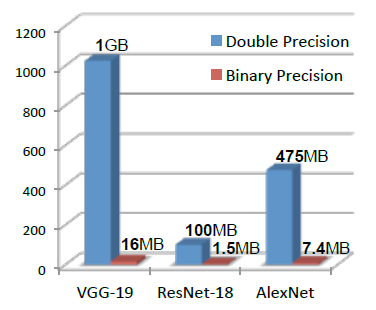 1200
1000
800
600
400
200
0
Double Precision
Binary Precision
1GB
16MB
100MB
1.5MB
475MB
7.4MB
VGG-19 ResNet-18 AlexNet